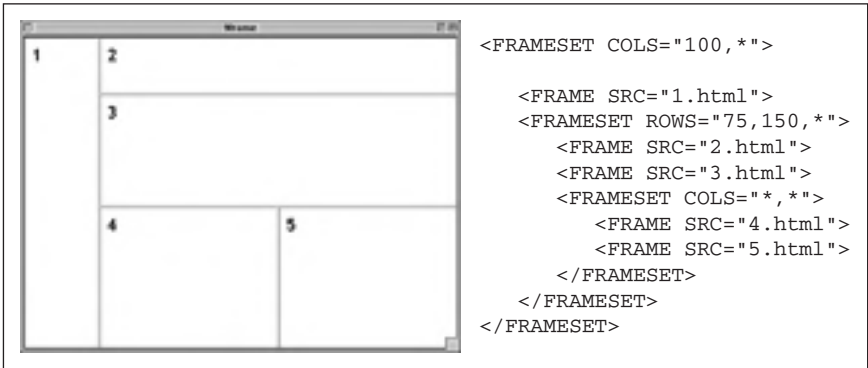 1
2
3
4
5
<FRAMESET COLS="100,*">
<FRAME SRC="1.html">
<FRAMESET ROWS="75,150,*">
<FRAME SRC="2.html">
<FRAME SRC="3.html">
<FRAMESET COLS="*,*">
<FRAME SRC="4.html">
<FRAME SRC="5.html">
</FRAMESET>
</FRAMESET>
</FRAMESET>